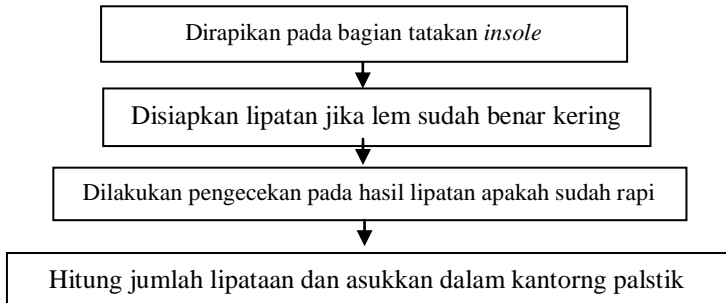 Dirapikan pada bagian tatakan insole
Disiapkan lipatan jika lem sudah benar kering
Dilakukan pengecekan pada hasil lipatan apakah sudah rapi
Hitung jumlah lipataan dan asukkan dalam kantorng palstik